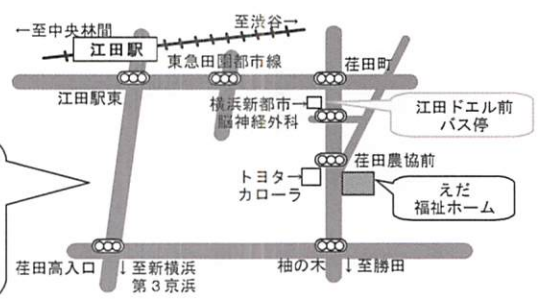 ←至中央林間
至渋谷→
江田駅
東急田園都市線
荏田町
江田駅東
横浜新都市→
脳神経外科
江田ドエル前
バス停
荏田農協前
トヨタ→
カローラ
えだ
福祉ホーム
荏田高入口
↓至新横浜
第3京浜
柚の木
↓至勝田